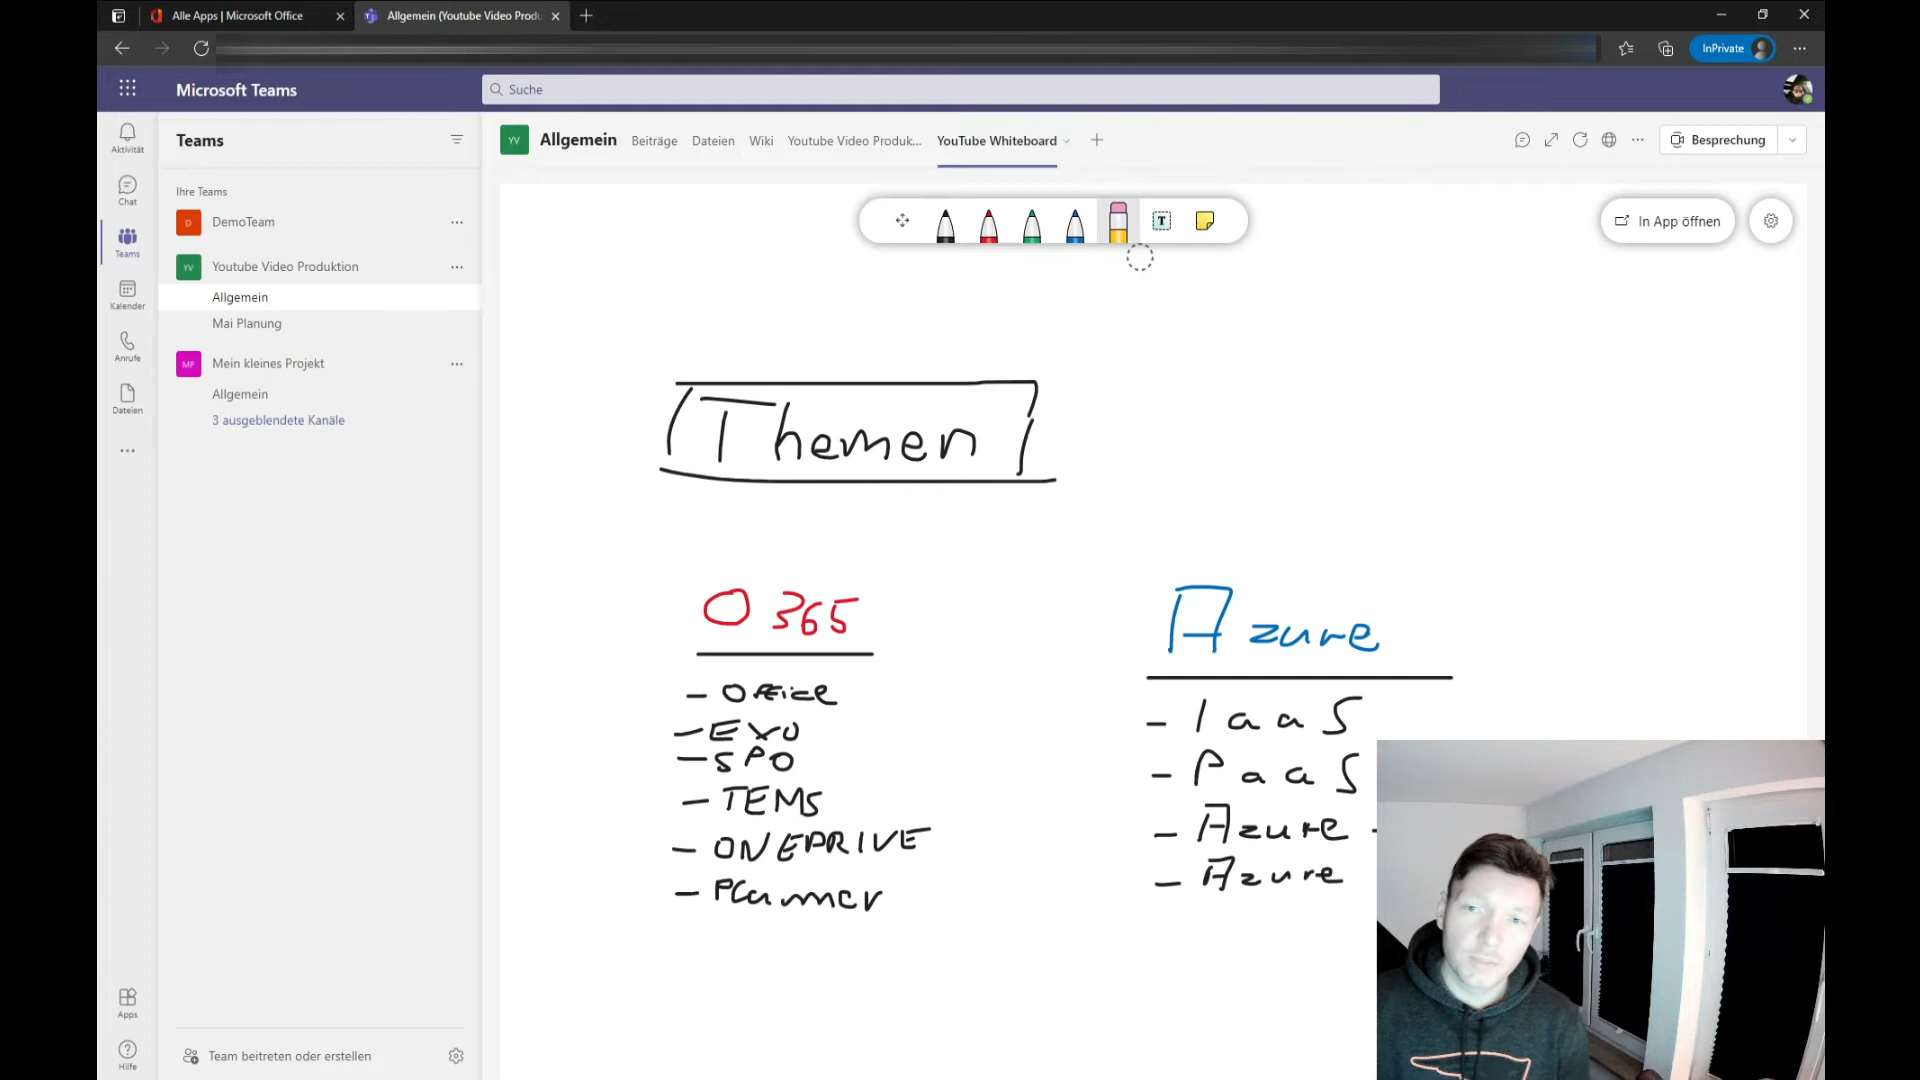 Alle Apps | Microsoft Office
Allgemein (Youtube Video Produ
InPrivate
Microsoft Teams
Suche
Aktivität
Chat
Teams
Kalender
Anrufe
Dateien
Apps
Hilfe
Teams
Ihre Teams
D DemoTeam
YV Youtube Video Produktion
Allgemein
Mai Planung
MP Mein kleines Projekt
Allgemein
3 ausgeblendete Kanäle
Team beitreten oder erstellen
YV Allgemein Beiträge Dateien Wiki Youtube Video Produk... YouTube Whiteboard
Besprechung
T
In App öffnen
Themen
O 365
- Office
- EXO
- SPO
- TEMS
- ONEDRIVE
- Planner
Azure
- IaaS
- PaaS
- Azure -
- Azure